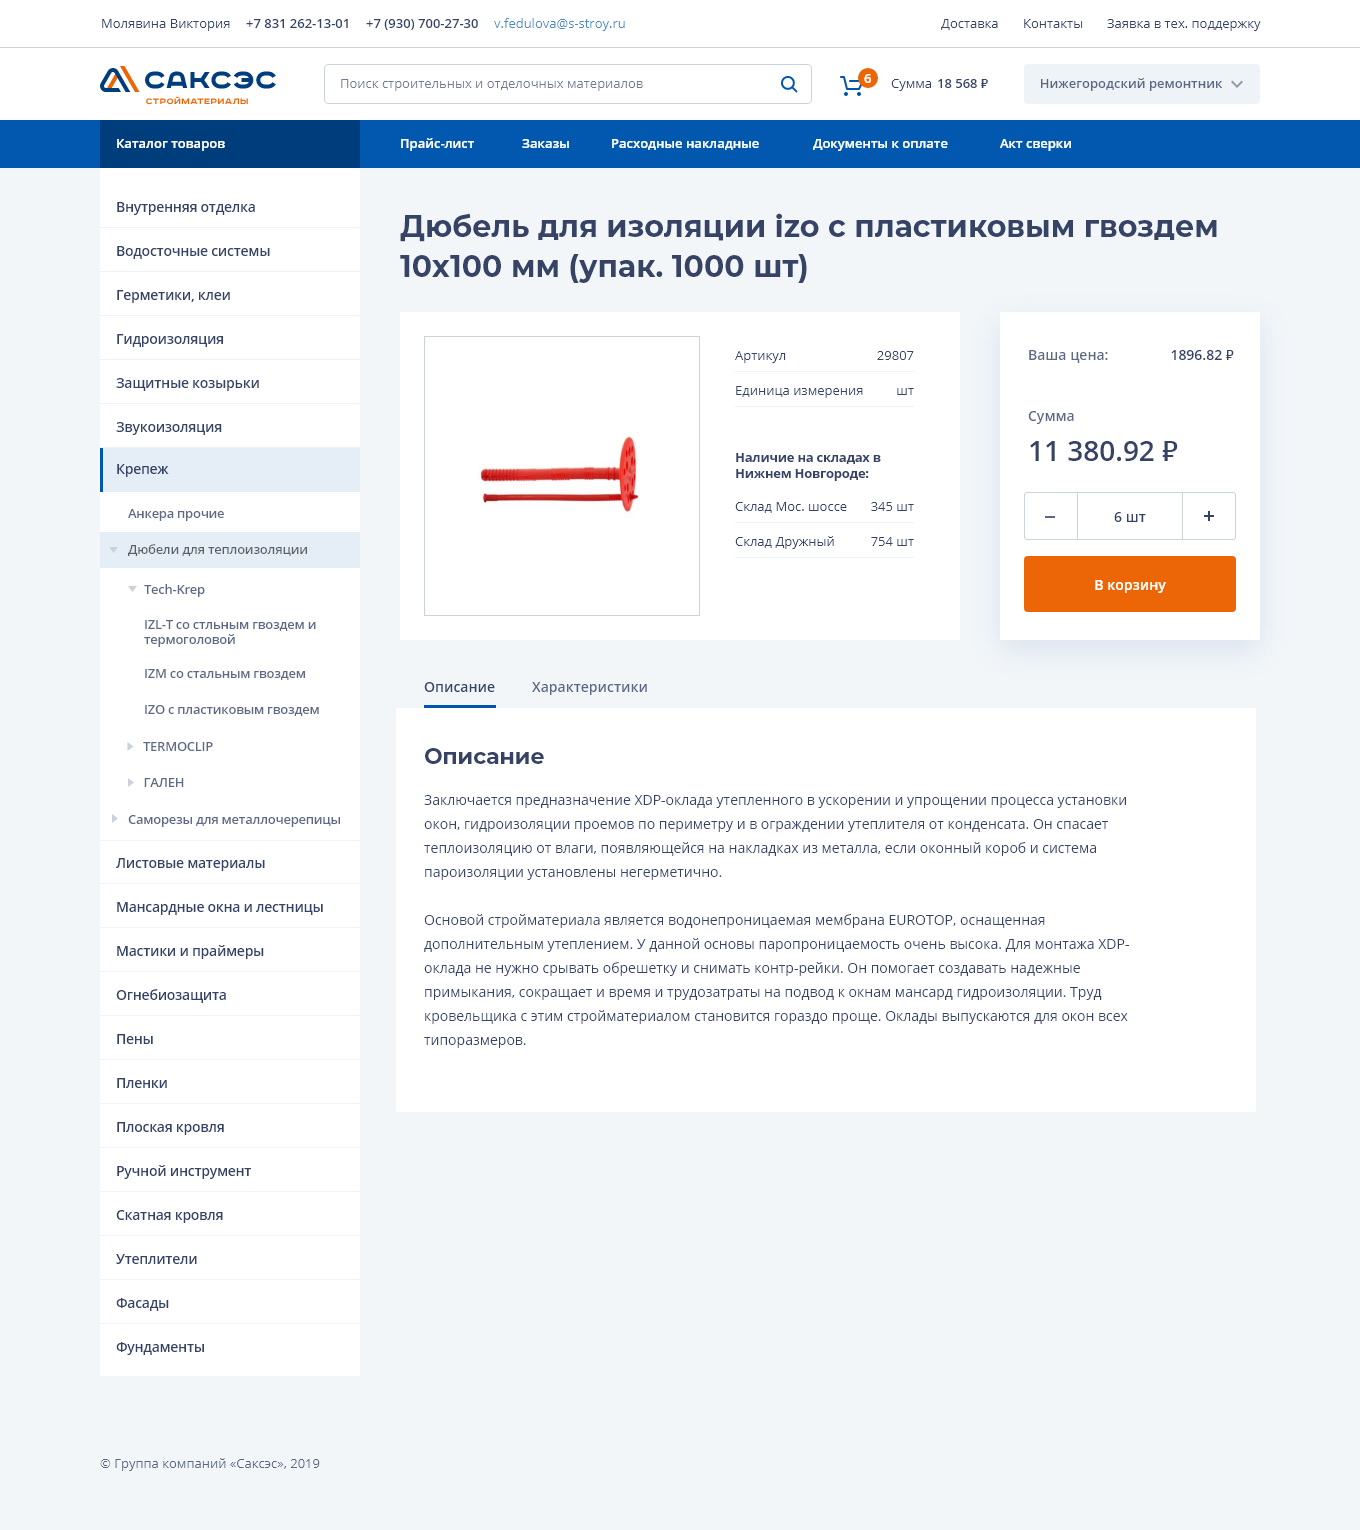 Молявина Виктория +7 831 262-13-01 +7 (930) 700-27-30 v.fedulova@s-stroy.ru Доставка Контакты Заявка в тех. поддержку
САКСЭС
СТРОЙМАТЕРИАЛЫ
Поиск строительных и отделочных материалов
6
Сумма 18 568 ₽
Нижегородский ремонтник
Каталог товаров Прайс-лист Заказы Расходные накладные Документы к оплате Акт сверки
Внутренняя отделка
Водосточные системы
Герметики, клеи
Гидроизоляция
Защитные козырьки
Звукоизоляция
Крепеж
Анкера прочие
Дюбели для теплоизоляции
Tech-Krep
IZL-T со стльным гвоздем и
термоголовой
IZM со стальным гвоздем
IZO с пластиковым гвоздем
TERMOCLIP
ГАЛЕН
Саморезы для металлочерепицы
Листовые материалы
Мансардные окна и лестницы
Мастики и праймеры
Огнебиозащита
Пены
Пленки
Плоская кровля
Ручной инструмент
Скатная кровля
Утеплители
Фасады
Фундаменты
Дюбель для изоляции izo с пластиковым гвоздем
10х100 мм (упак. 1000 шт)
Артикул 29807
Единица измерения шт
Наличие на складах в
Нижнем Новгороде:
Склад Мос. шоссе 345 шт
Склад Дружный 754 шт
Ваша цена: 1896.82 ₽
Сумма
11 380.92 ₽
– 6 шт +
В корзину
Описание Характеристики
Описание
Заключается предназначение XDP-оклада утепленного в ускорении и упрощении процесса установки
окон, гидроизоляции проемов по периметру и в ограждении утеплителя от конденсата. Он спасает
теплоизоляцию от влаги, появляющейся на накладках из металла, если оконный короб и система
пароизоляции установлены негерметично.
Основой стройматериала является водонепроницаемая мембрана EUROTOP, оснащенная
дополнительным утеплением. У данной основы паропроницаемость очень высока. Для монтажа XDP-
оклада не нужно срывать обрешетку и снимать контр-рейки. Он помогает создавать надежные
примыкания, сокращает и время и трудозатраты на подвод к окнам мансард гидроизоляции. Труд
кровельщика с этим стройматериалом становится гораздо проще. Оклады выпускаются для окон всех
типоразмеров.
© Группа компаний «Саксэс», 2019